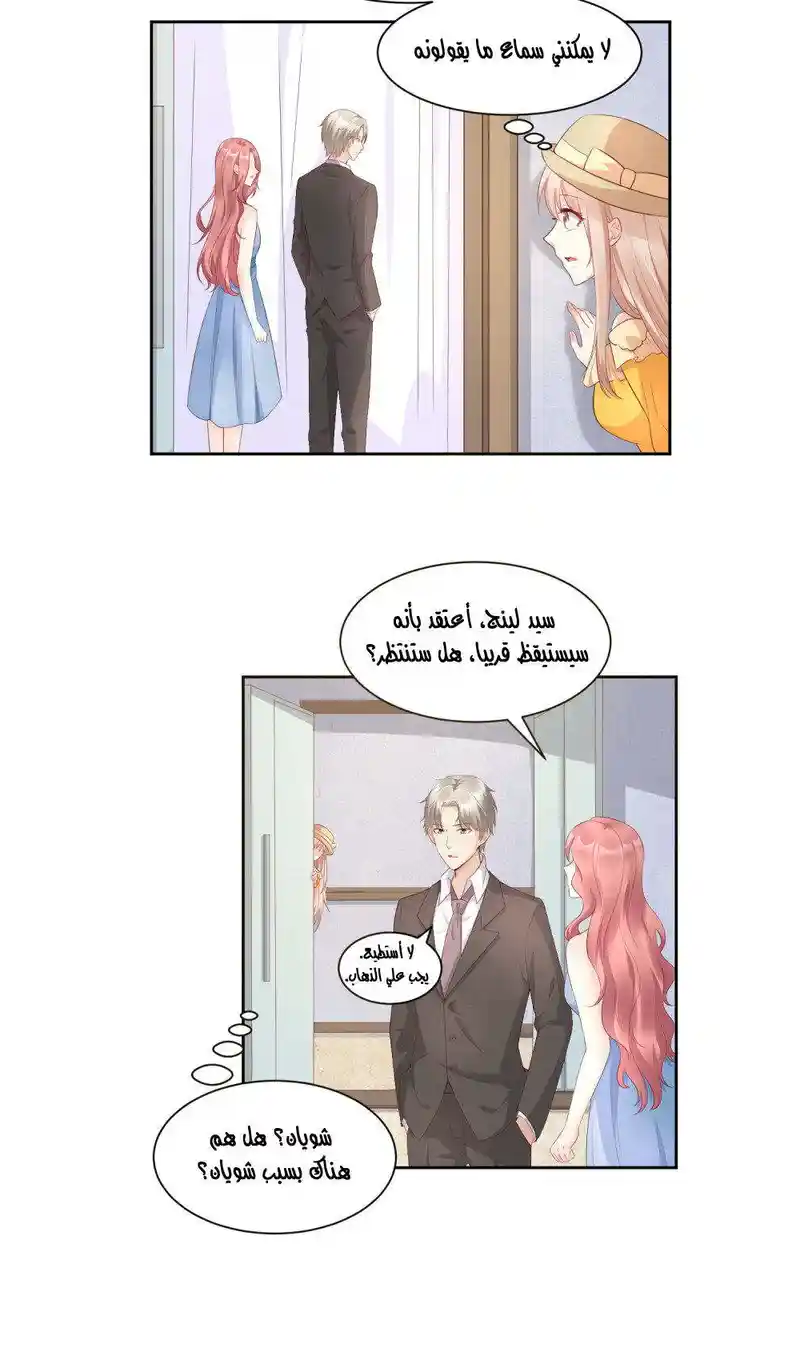 لا يمكنني سماع ما يقولونه
سيد لينج، أعتقد بأنه
سيستيقظ قريبا، هل ستنتظر؟
لا أستطيع.
يجب علي الذهاب.
شويان؟ هل هم
هناك بسبب شويان؟